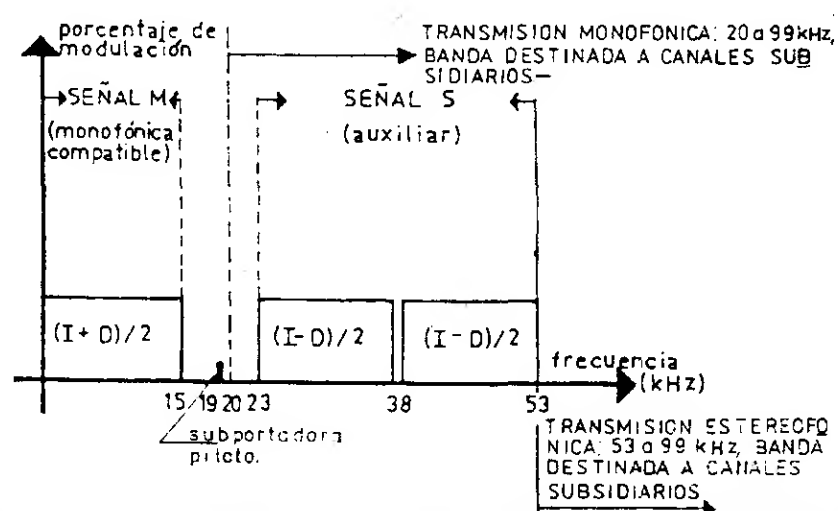 porcentaje de
modulación
TRANSMISION MONOFONICA: 20 a 99 kHz,
BANDA DESTINADA A CANALES SUB
SIDIARIOS—
SEÑAL M
(monofónica
compatible)
SEÑAL S
(auxiliar)
(I + D)/2
(I - D)/2
(I - D)/2
frecuencia
(kHz)
15 19 20 23 38 53
subportadora
piloto.
TRANSMISION ESTEREOFO
NICA: 53 a 99 kHz, BANDA
DESTINADA A CANALES
SUBSIDIARIOS